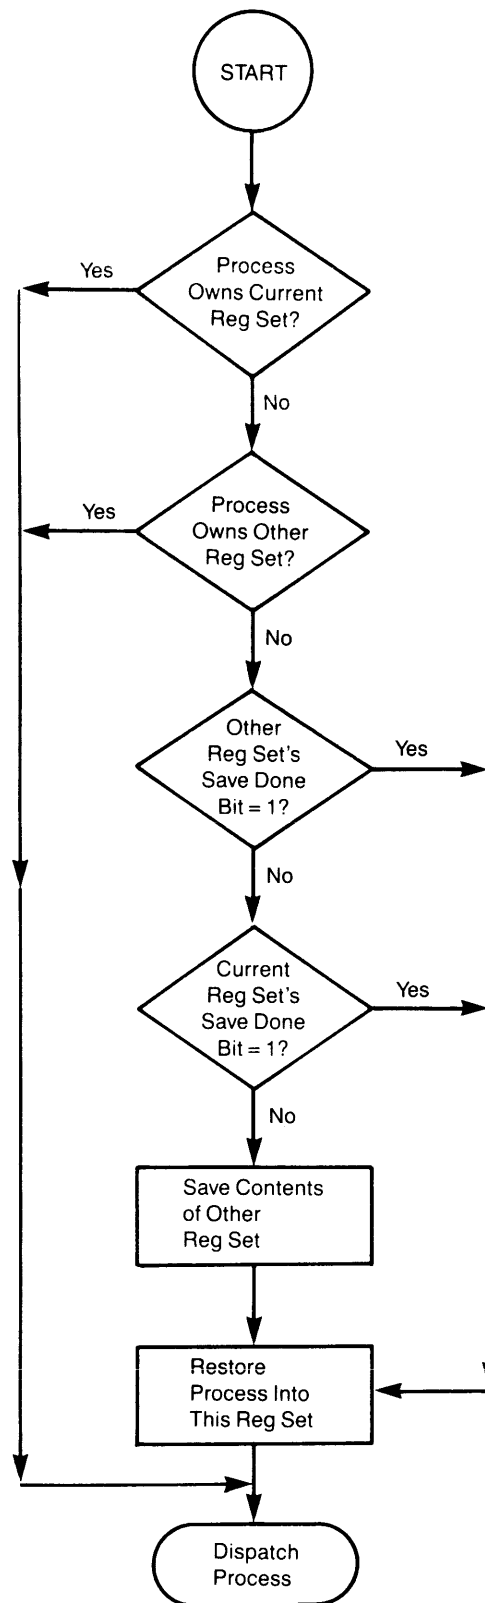 START
Yes
Process
Owns Current
Reg Set?
No
Yes
Process
Owns Other
Reg Set?
No
Other
Reg Set's
Save Done
Bit = 1?
Yes
No
Current
Reg Set's
Save Done
Bit = 1?
Yes
No
Save Contents
of Other
Reg Set
Restore
Process Into
This Reg Set
Dispatch
Process